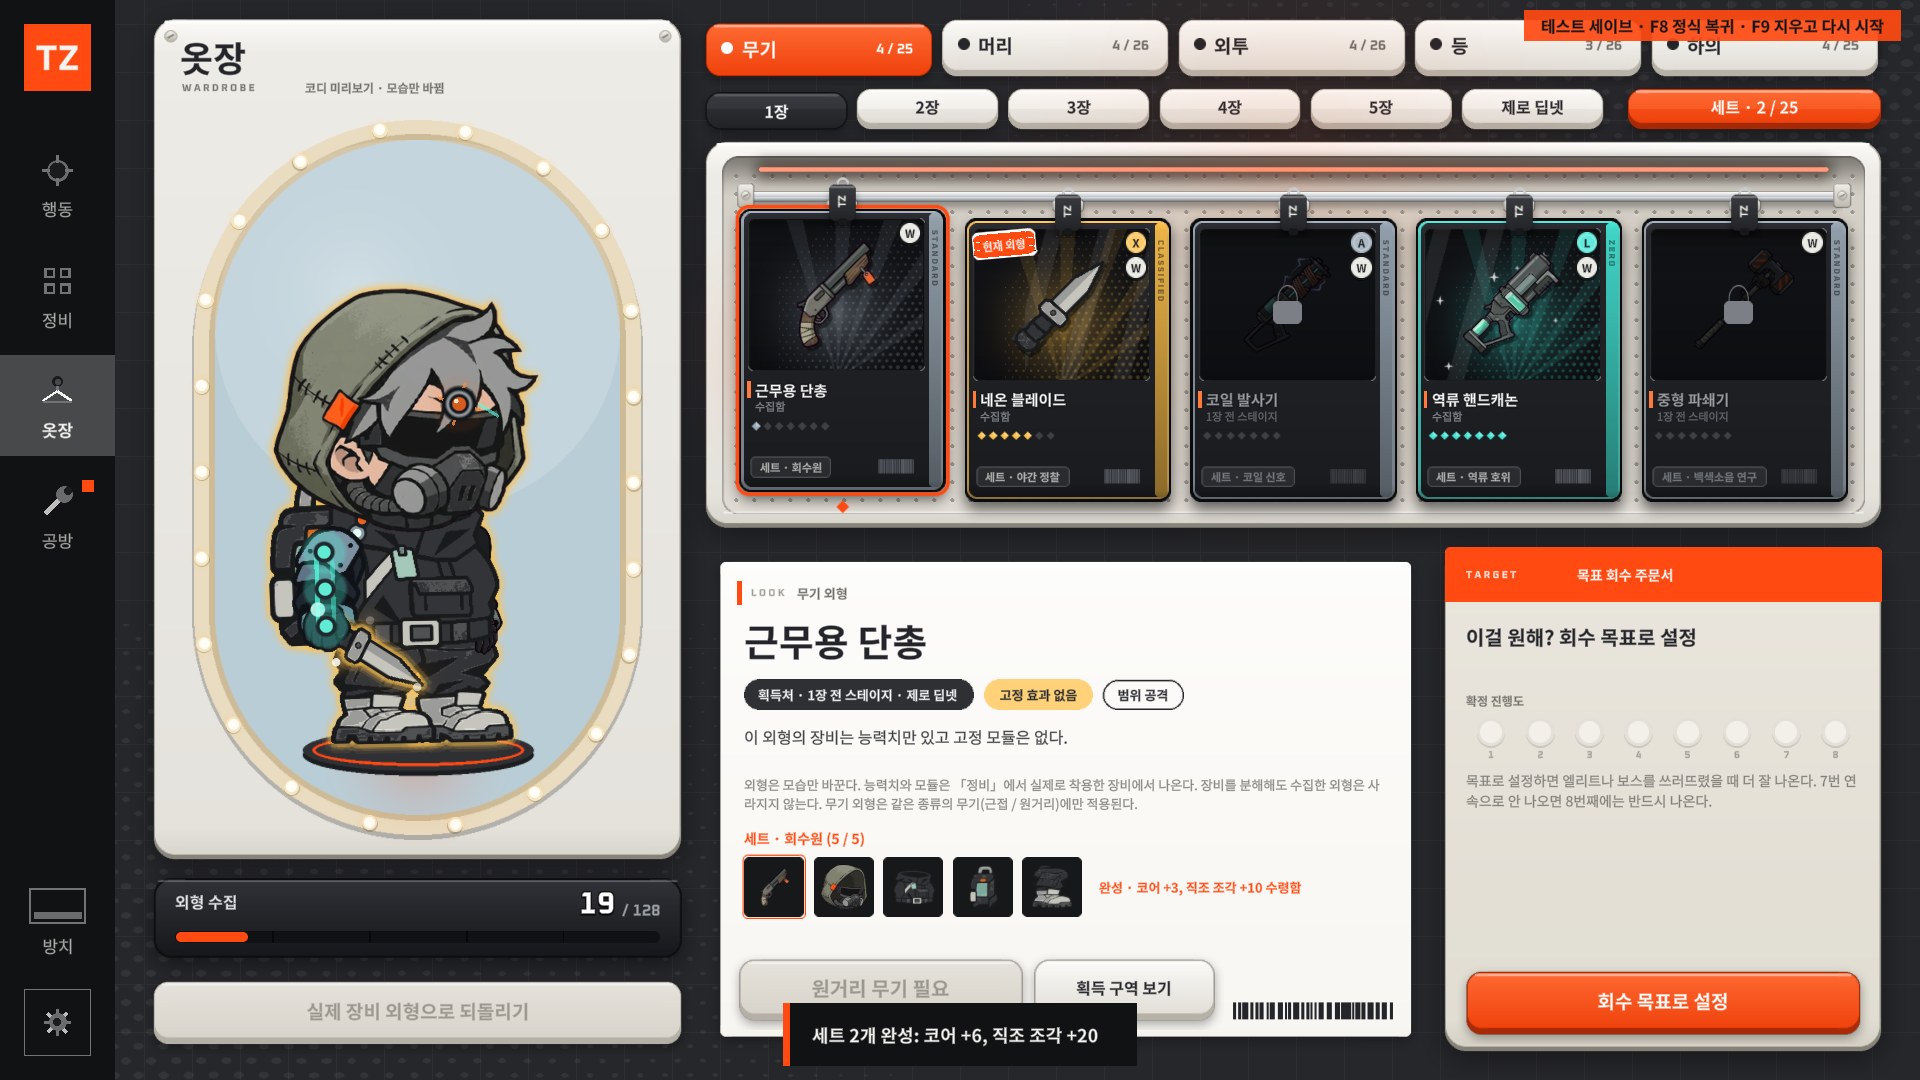 TZ
행동
정비
옷장
공방
방치
옷장
WARDROBE
코디 미리보기 · 모습만 바뀜
외형 수집
19 / 128
실제 장비 외형으로 되돌리기
무기 4 / 25
머리 4 / 26
외투 4 / 26
등 3 / 26
하의 4 / 25
테스트 세이브 · F8 정식 복귀 · F9 지우고 다시 시작
1장
2장
3장
4장
5장
제로 딥넷
세트 · 2 / 25
TZ
W
STANDARD
근무용 단총
수집함
세트 · 회수원
TZ
현재 외형
X
W
CLASSIFIED
네온 블레이드
수집함
세트 · 야간 정찰
TZ
A
W
STANDARD
코일 발사기
1장 전 스테이지
세트 · 코일 신호
TZ
L
W
ZERO
역류 핸드캐논
수집함
세트 · 역류 호위
TZ
W
STANDARD
중형 파쇄기
1장 전 스테이지
세트 · 백색소음 연구
LOOK 무기 외형
근무용 단총
획득처 · 1장 전 스테이지 · 제로 딥넷
고정 효과 없음
범위 공격
이 외형의 장비는 능력치만 있고 고정 모듈은 없다.
외형은 모습만 바꾼다. 능력치와 모듈은 「정비」에서 실제로 착용한 장비에서 나온다. 장비를 분해해도 수집한 외형은 사
라지지 않는다. 무기 외형은 같은 종류의 무기(근접 / 원거리)에만 적용된다.
세트 · 회수원 (5 / 5)
완성 · 코어 +3, 직조 조각 +10 수령함
원거리 무기 필요
획득 구역 보기
세트 2개 완성: 코어 +6, 직조 조각 +20
TARGET 목표 회수 주문서
이걸 원해? 회수 목표로 설정
확정 진행도
1 2 3 4 5 6 7 8
목표로 설정하면 엘리트나 보스를 쓰러뜨렸을 때 더 잘 나온다. 7번 연
속으로 안 나오면 8번째에는 반드시 나온다.
회수 목표로 설정